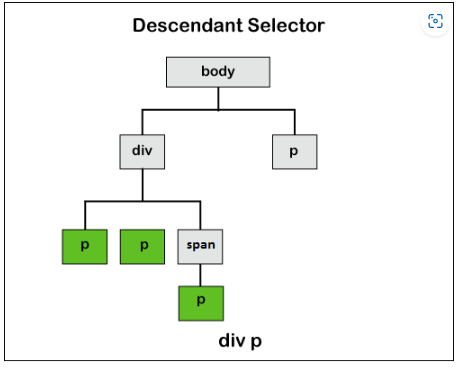 Descendant Selector
body
div
p
p
p
span
p
div p